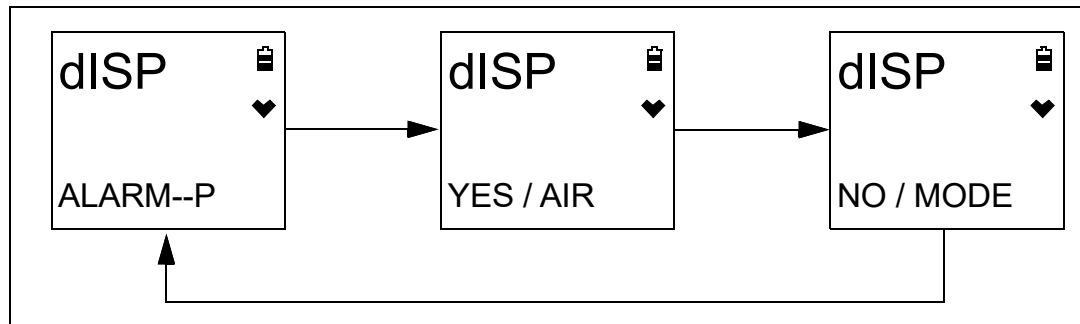 dISP
ALARM--P
dISP
YES / AIR
dISP
NO / MODE